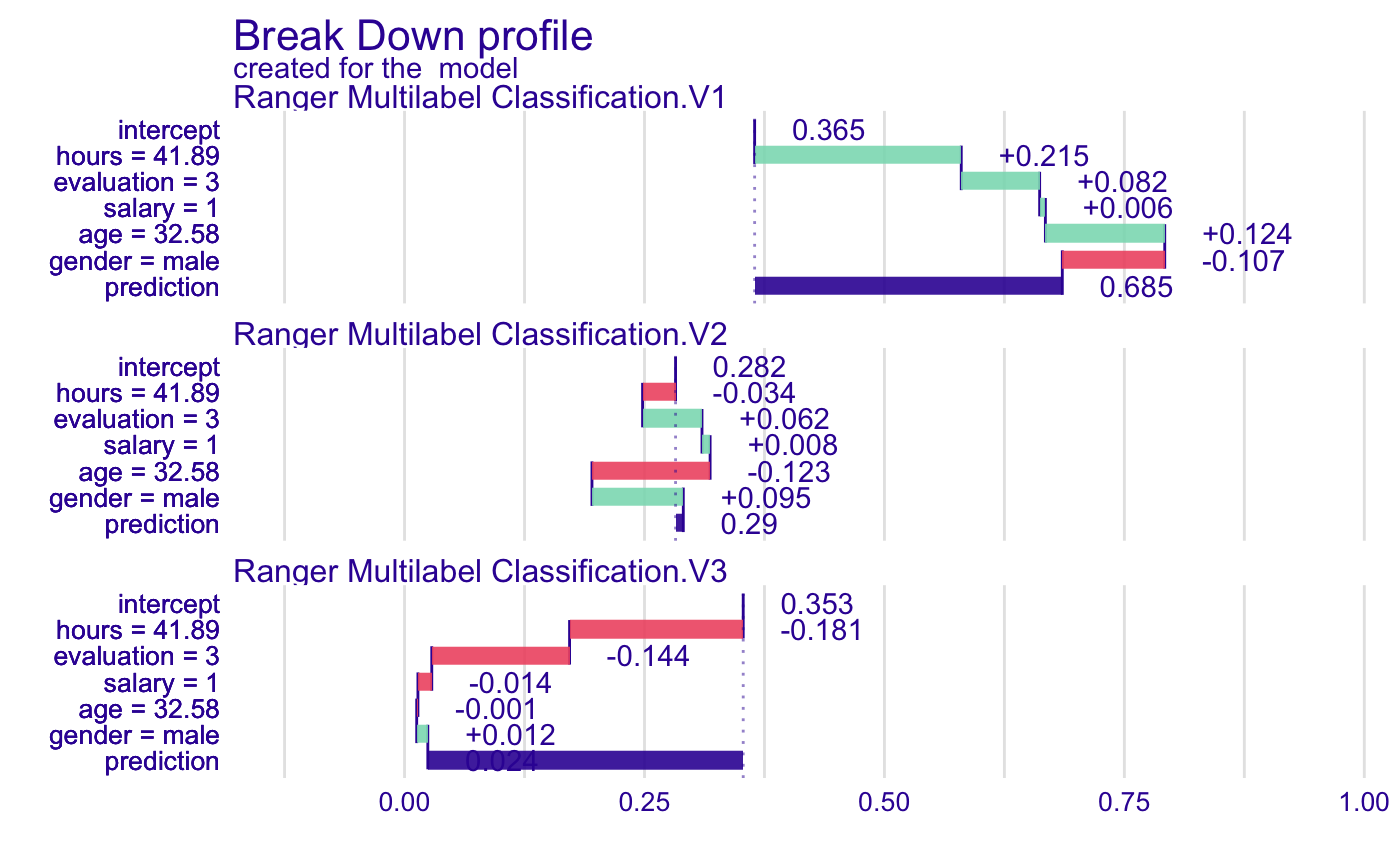 Break Down profile
created for the  model
Ranger Multilabel Classification.V1
intercept 0.365
hours = 41.89 +0.215
evaluation = 3 +0.082
salary = 1 +0.006
age = 32.58 +0.124
gender = male -0.107
prediction 0.685
Ranger Multilabel Classification.V2
intercept 0.282
hours = 41.89 -0.034
evaluation = 3 +0.062
salary = 1 +0.008
age = 32.58 -0.123
gender = male +0.095
prediction 0.29
Ranger Multilabel Classification.V3
intercept 0.353
hours = 41.89 -0.181
evaluation = 3 -0.144
salary = 1 -0.014
age = 32.58 -0.001
gender = male +0.012
prediction 0.024
0.00 0.25 0.50 0.75 1.00